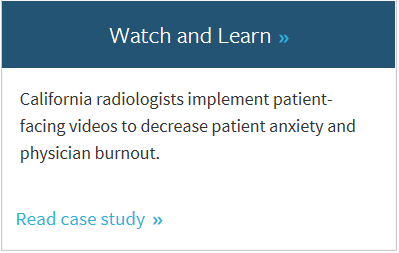 Watch and Learn »
California radiologists implement patient-
facing videos to decrease patient anxiety and
physician burnout.
Read case study »